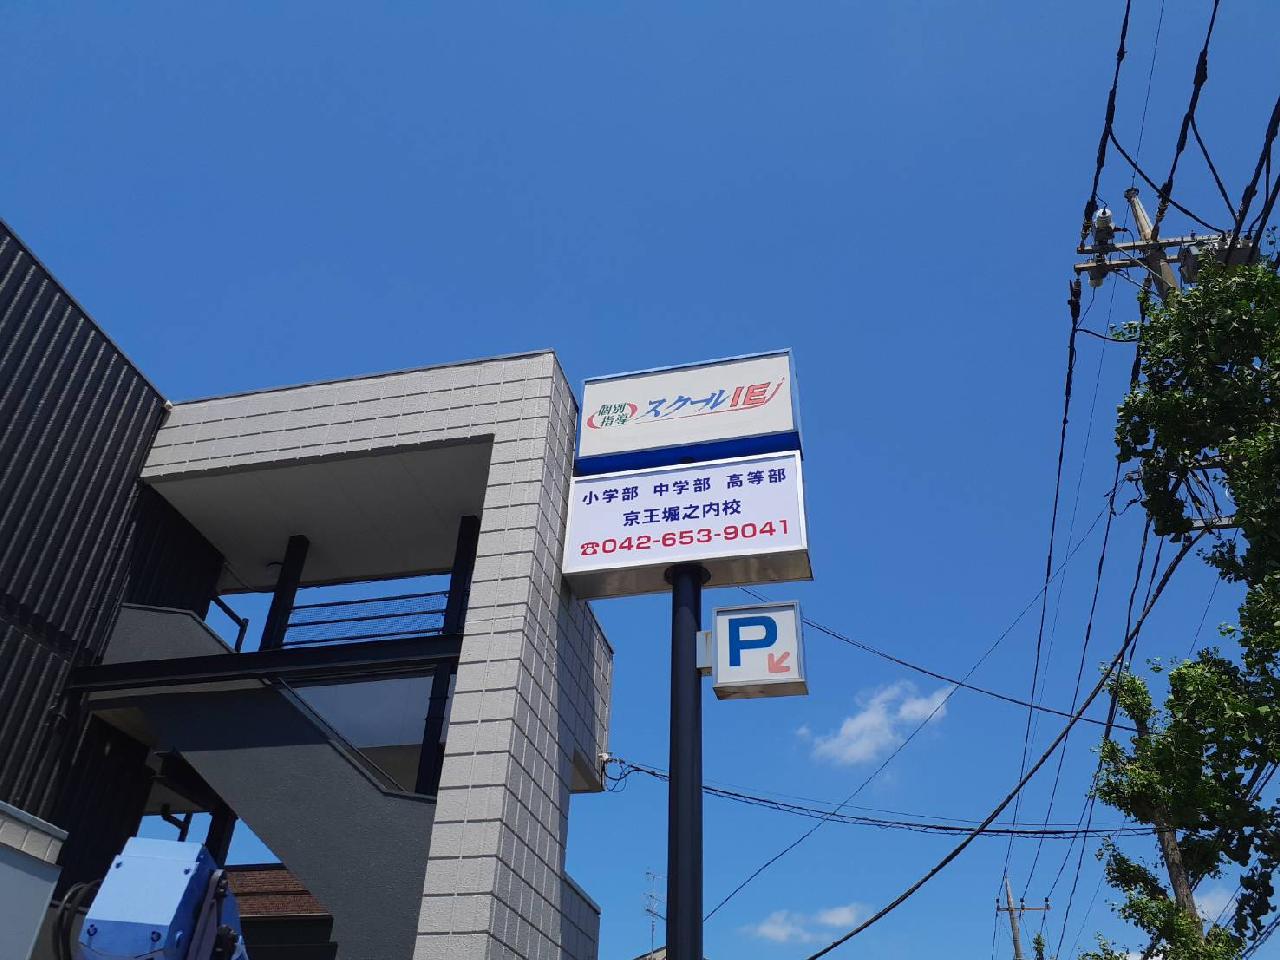 個別
指導
スクールIE
小学部 中学部 高等部
京王堀之内校
☎042-653-9041
P